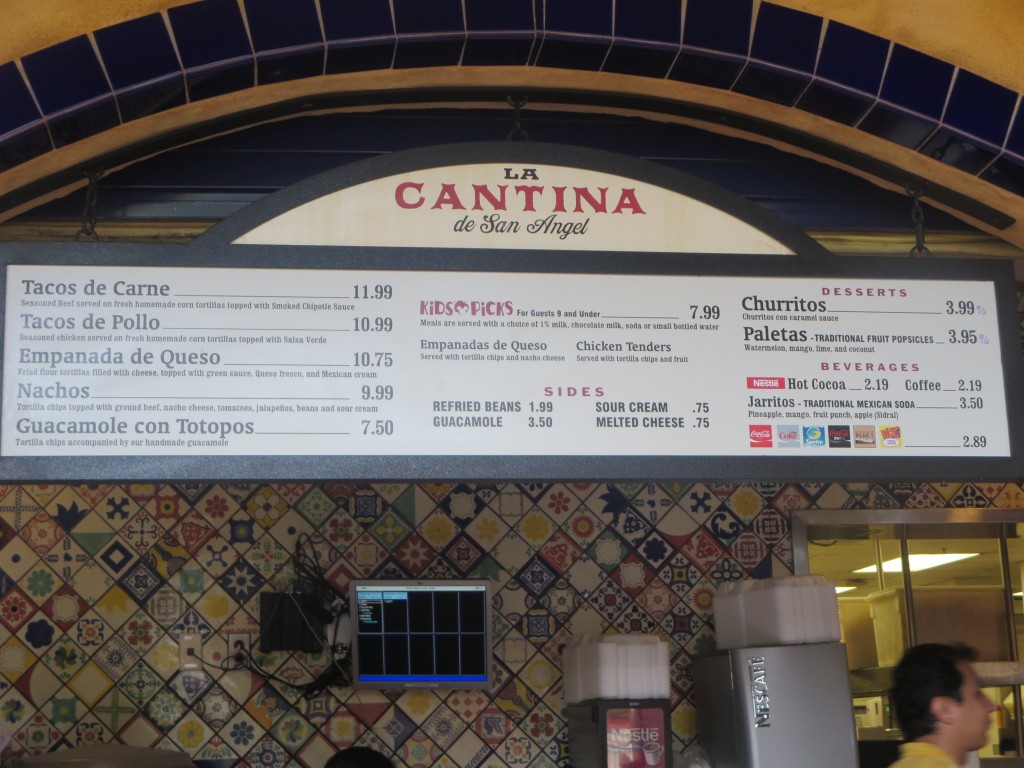 LA
CANTINA
de San Angel
Tacos de Carne 11.99
Seasoned Beef served on fresh homemade corn tortillas topped with Smoked Chipotle Sauce
Tacos de Pollo 10.99
Seasoned chicken served on fresh homemade corn tortillas topped with Salsa Verde
Empanada de Queso 10.75
Fried flour tortillas filled with cheese, topped with green sauce, Queso fresco, and Mexican cream
Nachos 9.99
Tortilla chips topped with ground beef, nacho cheese, tomatoes, jalapeños, beans and sour cream
Guacamole con Totopos 7.50
Tortilla chips accompanied by our handmade guacamole
KiDS PiCKS For Guests 9 and Under 7.99
Meals are served with a choice of 1% milk, chocolate milk, soda or small bottled water
Empanadas de Queso Chicken Tenders
Served with tortilla chips and nacho cheese Served with tortilla chips and fruit
SIDES
REFRIED BEANS 1.99 SOUR CREAM .75
GUACAMOLE 3.50 MELTED CHEESE .75
DESSERTS
Churritos 3.99
Churritos con caramel sauce
Paletas - TRADITIONAL FRUIT POPSICLES 3.95
Watermelon, mango, lime, and coconut
BEVERAGES
Nestlé Hot Cocoa 2.19 Coffee 2.19
Jarritos - TRADITIONAL MEXICAN SODA 3.50
Pineapple, mango, fruit punch, apple (Sidral)
2.89
NESCAFÉ
Nestlé